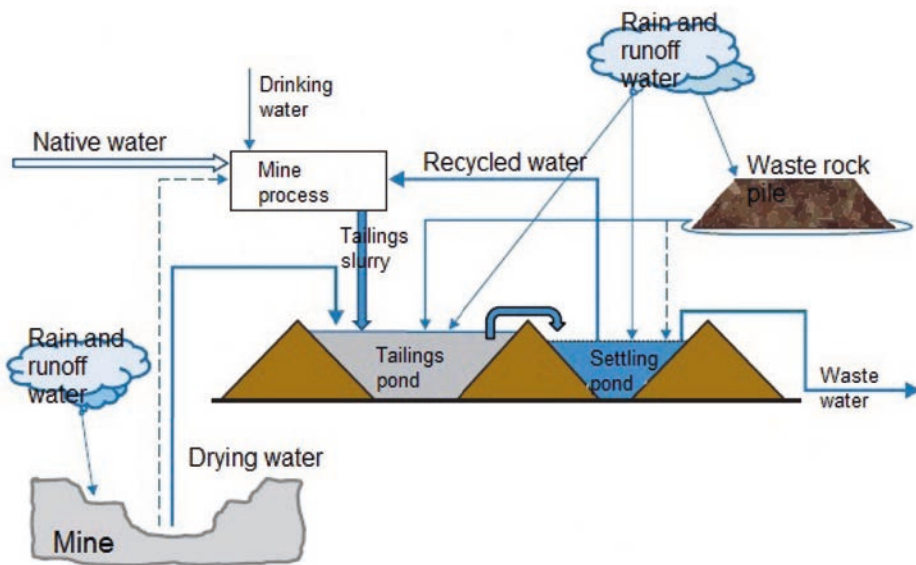 Rain and
runoff
water
Drinking
water
Native water
Mine
process
Recycled water
Waste rock
pile
Tailings
slurry
Rain and
runoff
water
Tailings
pond
Settling
pond
Waste
water
Drying water
Mine